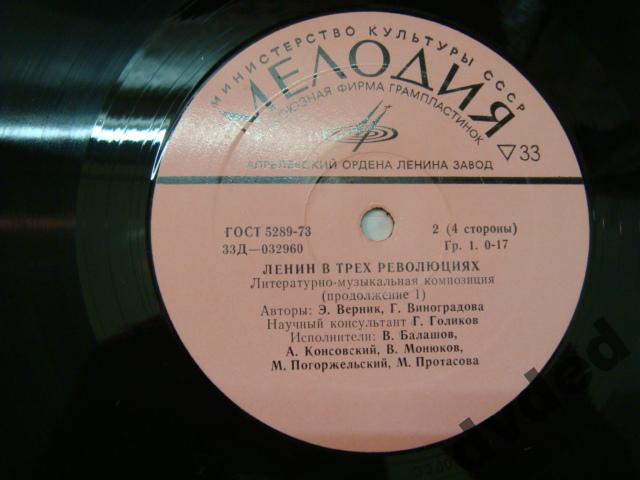 МИНИСТЕРСТВО КУЛЬТУРЫ СССР
МЕЛОДИЯ
ВСЕСОЮЗНАЯ ФИРМА ГРАМПЛАСТИНОК
33
АПРЕЛЕВСКИЙ ОРДЕНА ЛЕНИНА ЗАВОД
ГОСТ 5289-73
2 (4 стороны)
33Д—032960
Гр. 1. 0-17
ЛЕНИН В ТРЕХ РЕВОЛЮЦИЯХ
Литературно-музыкальная композиция
(продолжение 1)
Авторы: Э. Верник, Г. Виноградова
Научный консультант Г. Голиков
Исполнители: В. Балашов,
А. Консовский, В. Монюков,
М. Погоржельский, М. Протасова
dvded